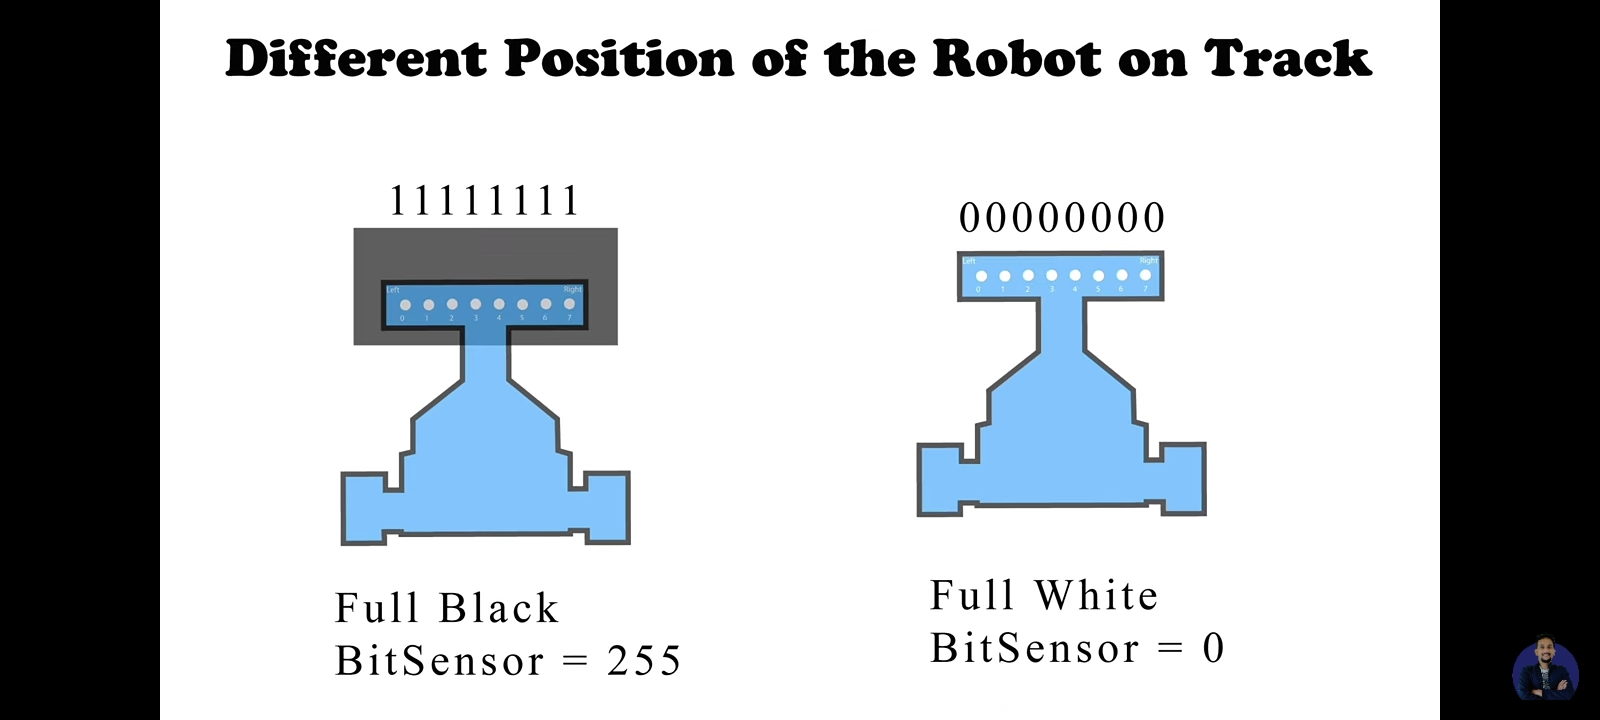 Different Position of the Robot on Track
11111111
Left Right
0 1 2 3 4 5 6 7
Full Black
BitSensor = 255
00000000
Left Right
0 1 2 3 4 5 6 7
Full White
BitSensor = 0